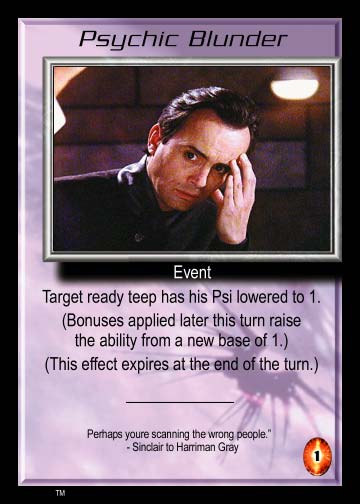 Psychic Blunder
Event
Target ready teep has his Psi lowered to 1.
(Bonuses applied later this turn raise
the ability from a new base of 1.)
(This effect expires at the end of the turn.)
Perhaps youre scanning the wrong people."
- Sinclair to Harriman Gray
1
TM